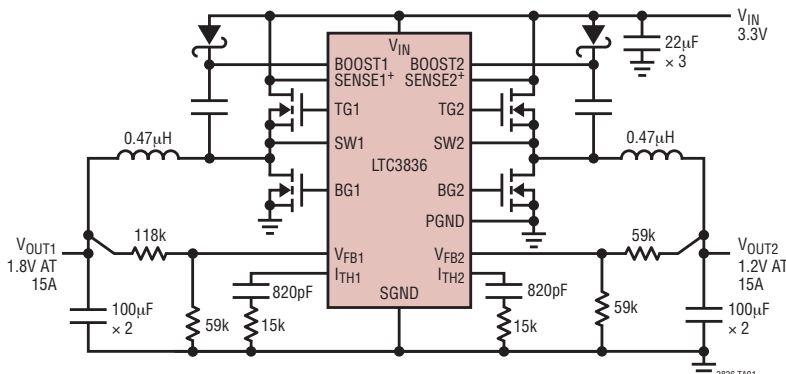 VIN
3.3V
22µF
× 3
VIN
BOOST1
BOOST2
SENSE1+
SENSE2+
TG1
TG2
0.47µH
0.47µH
SW1
SW2
LTC3836
BG1
BG2
PGND
VOUT1
1.8V AT
15A
118k
VFB1
VFB2
59k
VOUT2
1.2V AT
15A
ITH1
ITH2
820pF
820pF
SGND
100µF
× 2
59k
15k
15k
59k
100µF
× 2
3836 TA01